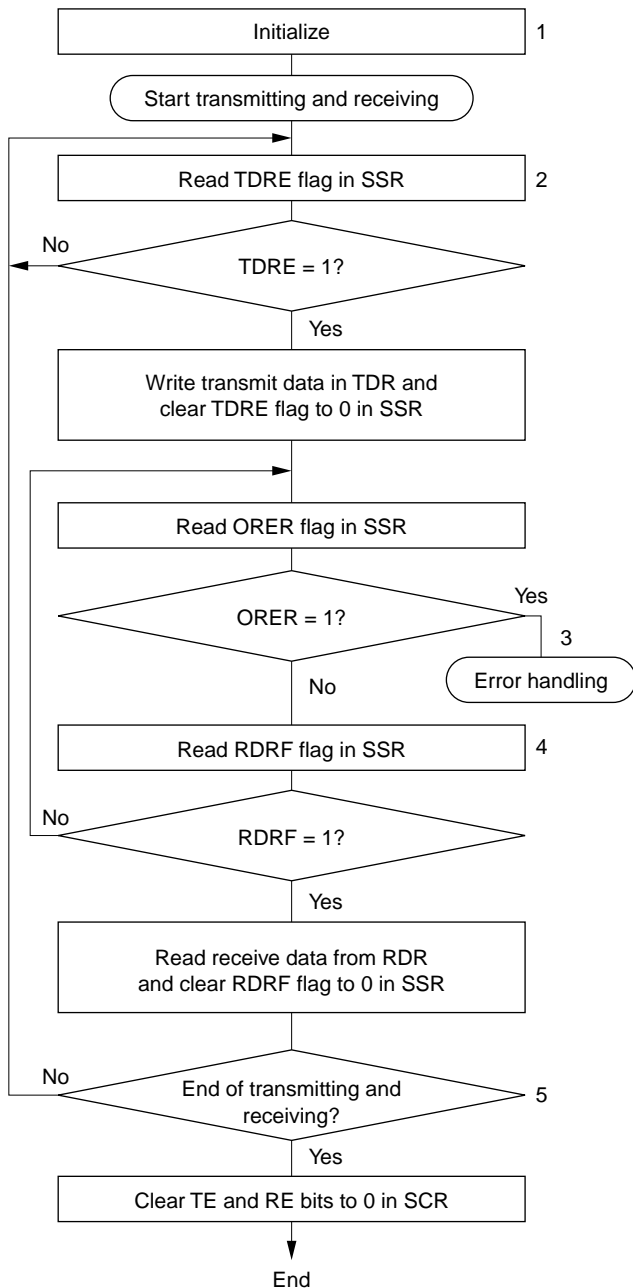 Initialize
1
Start transmitting and receiving
Read TDRE flag in SSR
2
No
TDRE = 1?
Yes
Write transmit data in TDR and
clear TDRE flag to 0 in SSR
Read ORER flag in SSR
Yes
ORER = 1?
3
Error handling
No
Read RDRF flag in SSR
4
No
RDRF = 1?
Yes
Read receive data from RDR
and clear RDRF flag to 0 in SSR
No
End of transmitting and
receiving?
5
Yes
Clear TE and RE bits to 0 in SCR
End